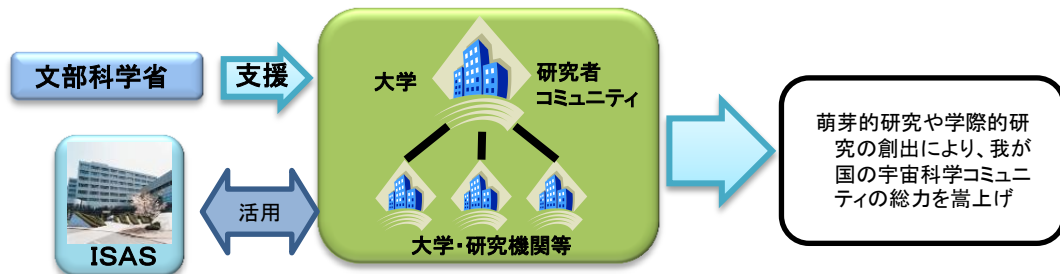 文部科学省
支援
大学
研究者
コミュニティ
大学・研究機関等
ISAS
活用
萌芽的研究や学際的研
究の創出により、我が
国の宇宙科学コミュニ
ティの総力を嵩上げ